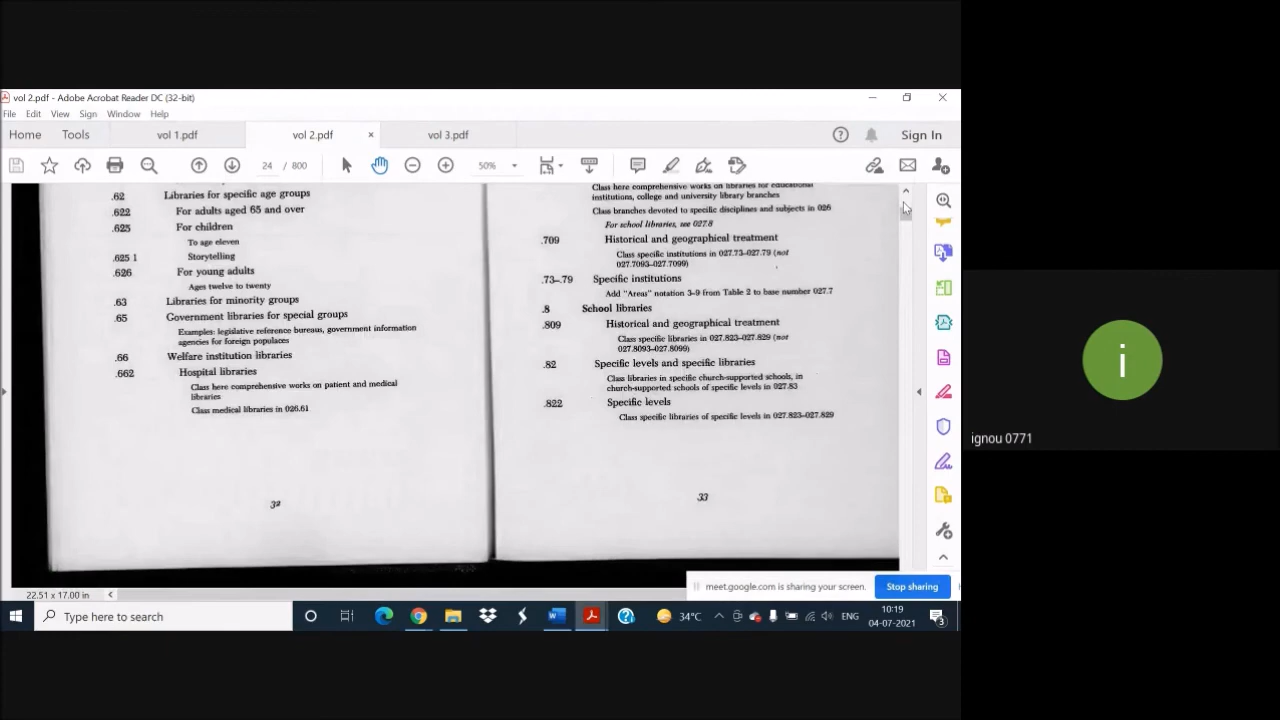 vol 2.pdf - Adobe Acrobat Reader DC (32-bit)
File Edit View Sign Window Help
Home Tools vol 1.pdf vol 2.pdf × vol 3.pdf Sign In
24 / 800 50%
.62 Libraries for specific age groups
.622 For adults aged 65 and over
.625 For children
To age eleven
.625 1 Storytelling
.626 For young adults
Ages twelve to twenty
.63 Libraries for minority groups
.65 Government libraries for special groups
Examples: legislative reference bureaus, government information
agencies for foreign populaces
.66 Welfare institution libraries
.662 Hospital libraries
Class here comprehensive works on patient and medical
libraries
Class medical libraries in 026.61
32
Class here comprehensive works on libraries for educational
institutions, college and university library branches
Class branches devoted to specific disciplines and subjects in 026
For school libraries, see 027.8
.709 Historical and geographical treatment
Class specific institutions in 027.73–027.79 (not
027.7093–027.7099)
.73–.79 Specific institutions
Add "Areas" notation 3–9 from Table 2 to base number 027.7
.8 School libraries
.809 Historical and geographical treatment
Class specific libraries in 027.823–027.829 (not
027.8093–027.8099)
.82 Specific levels and specific libraries
Class libraries in specific church-supported schools, in
church-supported schools of specific levels in 027.83
.822 Specific levels
Class specific libraries of specific levels in 027.823–027.829
33
22.51 x 17.00 in
meet.google.com is sharing your screen. Stop sharing
Type here to search
34°C ENG
10:19
04-07-2021
3
i
ignou 0771